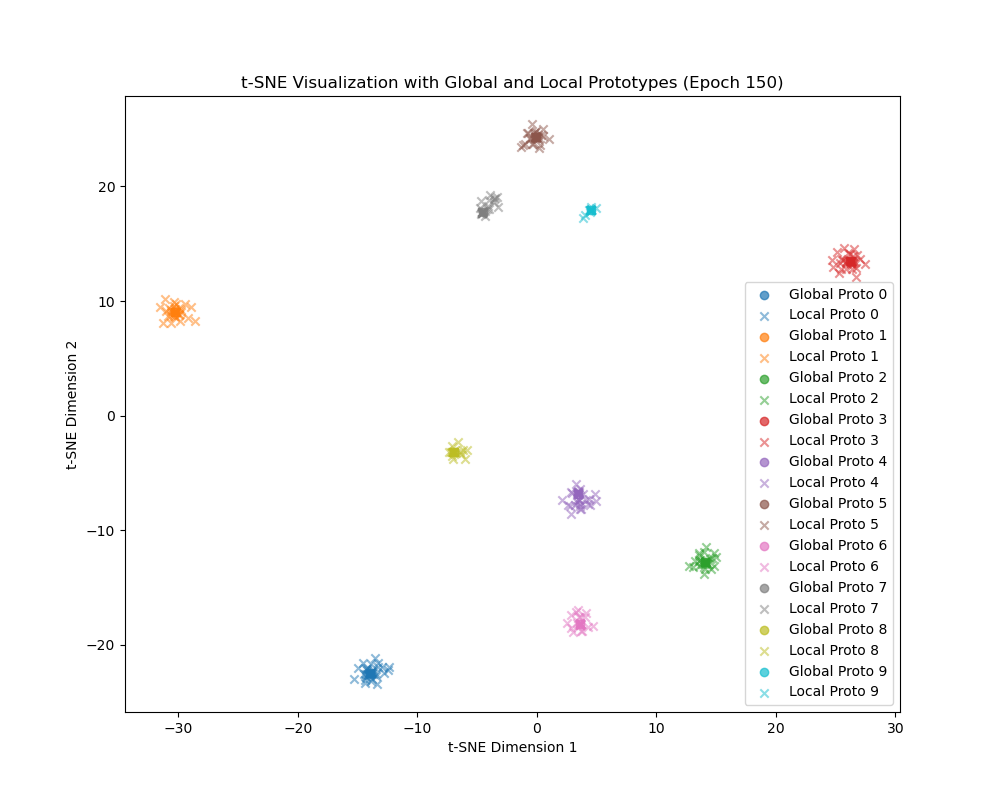 t-SNE Visualization with Global and Local Prototypes (Epoch 150)
t-SNE Dimension 2
20
10
0
−10
−20
Global Proto 0
Local Proto 0
Global Proto 1
Local Proto 1
Global Proto 2
Local Proto 2
Global Proto 3
Local Proto 3
Global Proto 4
Local Proto 4
Global Proto 5
Local Proto 5
Global Proto 6
Local Proto 6
Global Proto 7
Local Proto 7
Global Proto 8
Local Proto 8
Global Proto 9
Local Proto 9
−30 −20 −10 0 10 20 30
t-SNE Dimension 1